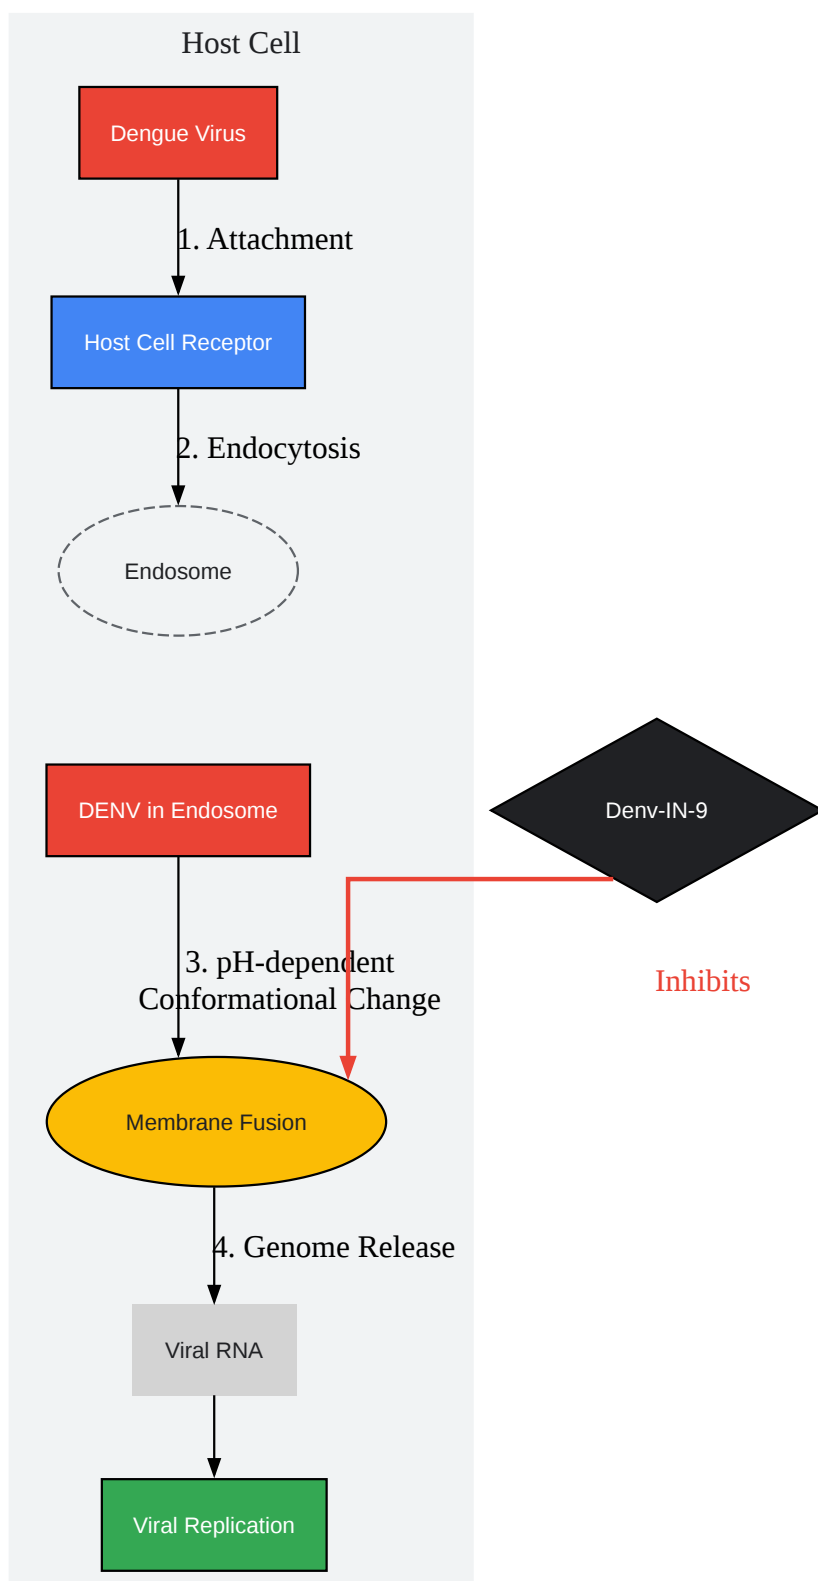 Host Cell
Dengue Virus
1. Attachment
Host Cell Receptor
2. Endocytosis
Endosome
DENV in Endosome
Denv-IN-9
3. pH-dependent
Conformational Change
Inhibits
Membrane Fusion
4. Genome Release
Viral RNA
Viral Replication